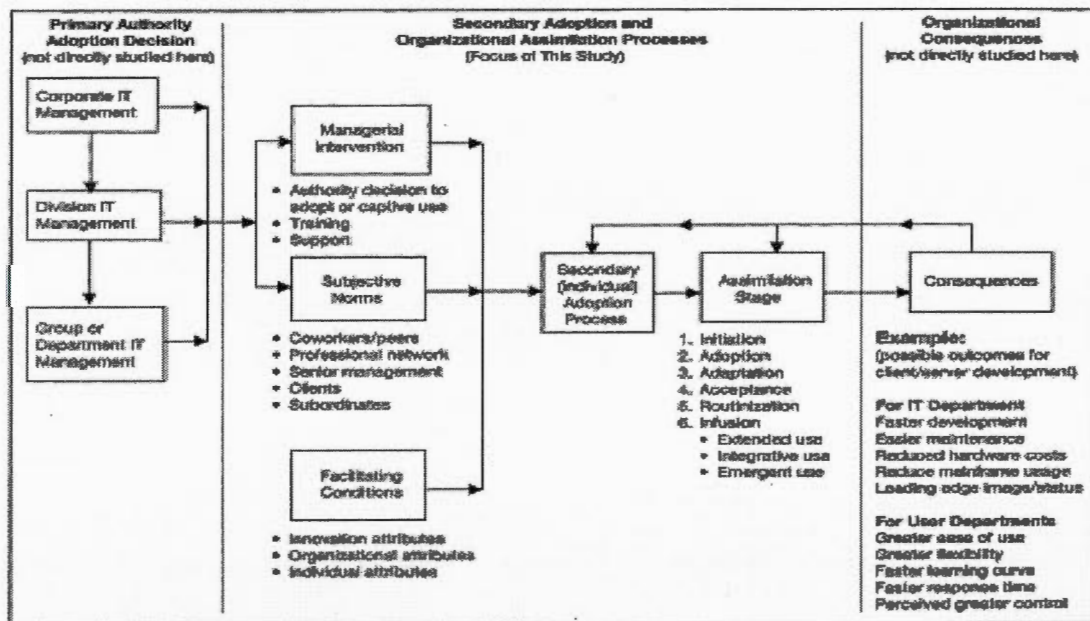 Primary Authority
Adoption Decision
(not directly studied here)
Corporate IT
Management
Division IT
Management
Group or
Department IT
Management
Secondary Adoption and
Organizational Assimilation Processes
(Focus of This Study)
Managerial
Intervention
• Authority decision to
adopt or captive use
• Training
• Support
Subjective
Norms
• Coworkers/peers
• Professional network
• Senior management
• Clients
• Subordinates
Facilitating
Conditions
• Innovation attributes
• Organizational attributes
• Individual attributes
Secondary
(individual)
Adoption
Process
Assimilation
Stage
1. Initiation
2. Adoption
3. Adaptation
4. Acceptance
5. Routinization
6. Infusion
• Extended use
• Integrative use
• Emergent use
Organizational
Consequences
(not directly studied here)
Consequences
Example:
(possible outcomes for
client/server development)
For IT Department
Faster development
Easier maintenance
Reduced hardware costs
Reduce mainframe usage
Leading edge image/status
For User Departments
Greater ease of use
Greater flexibility
Faster learning curve
Faster response time
Perceived greater control